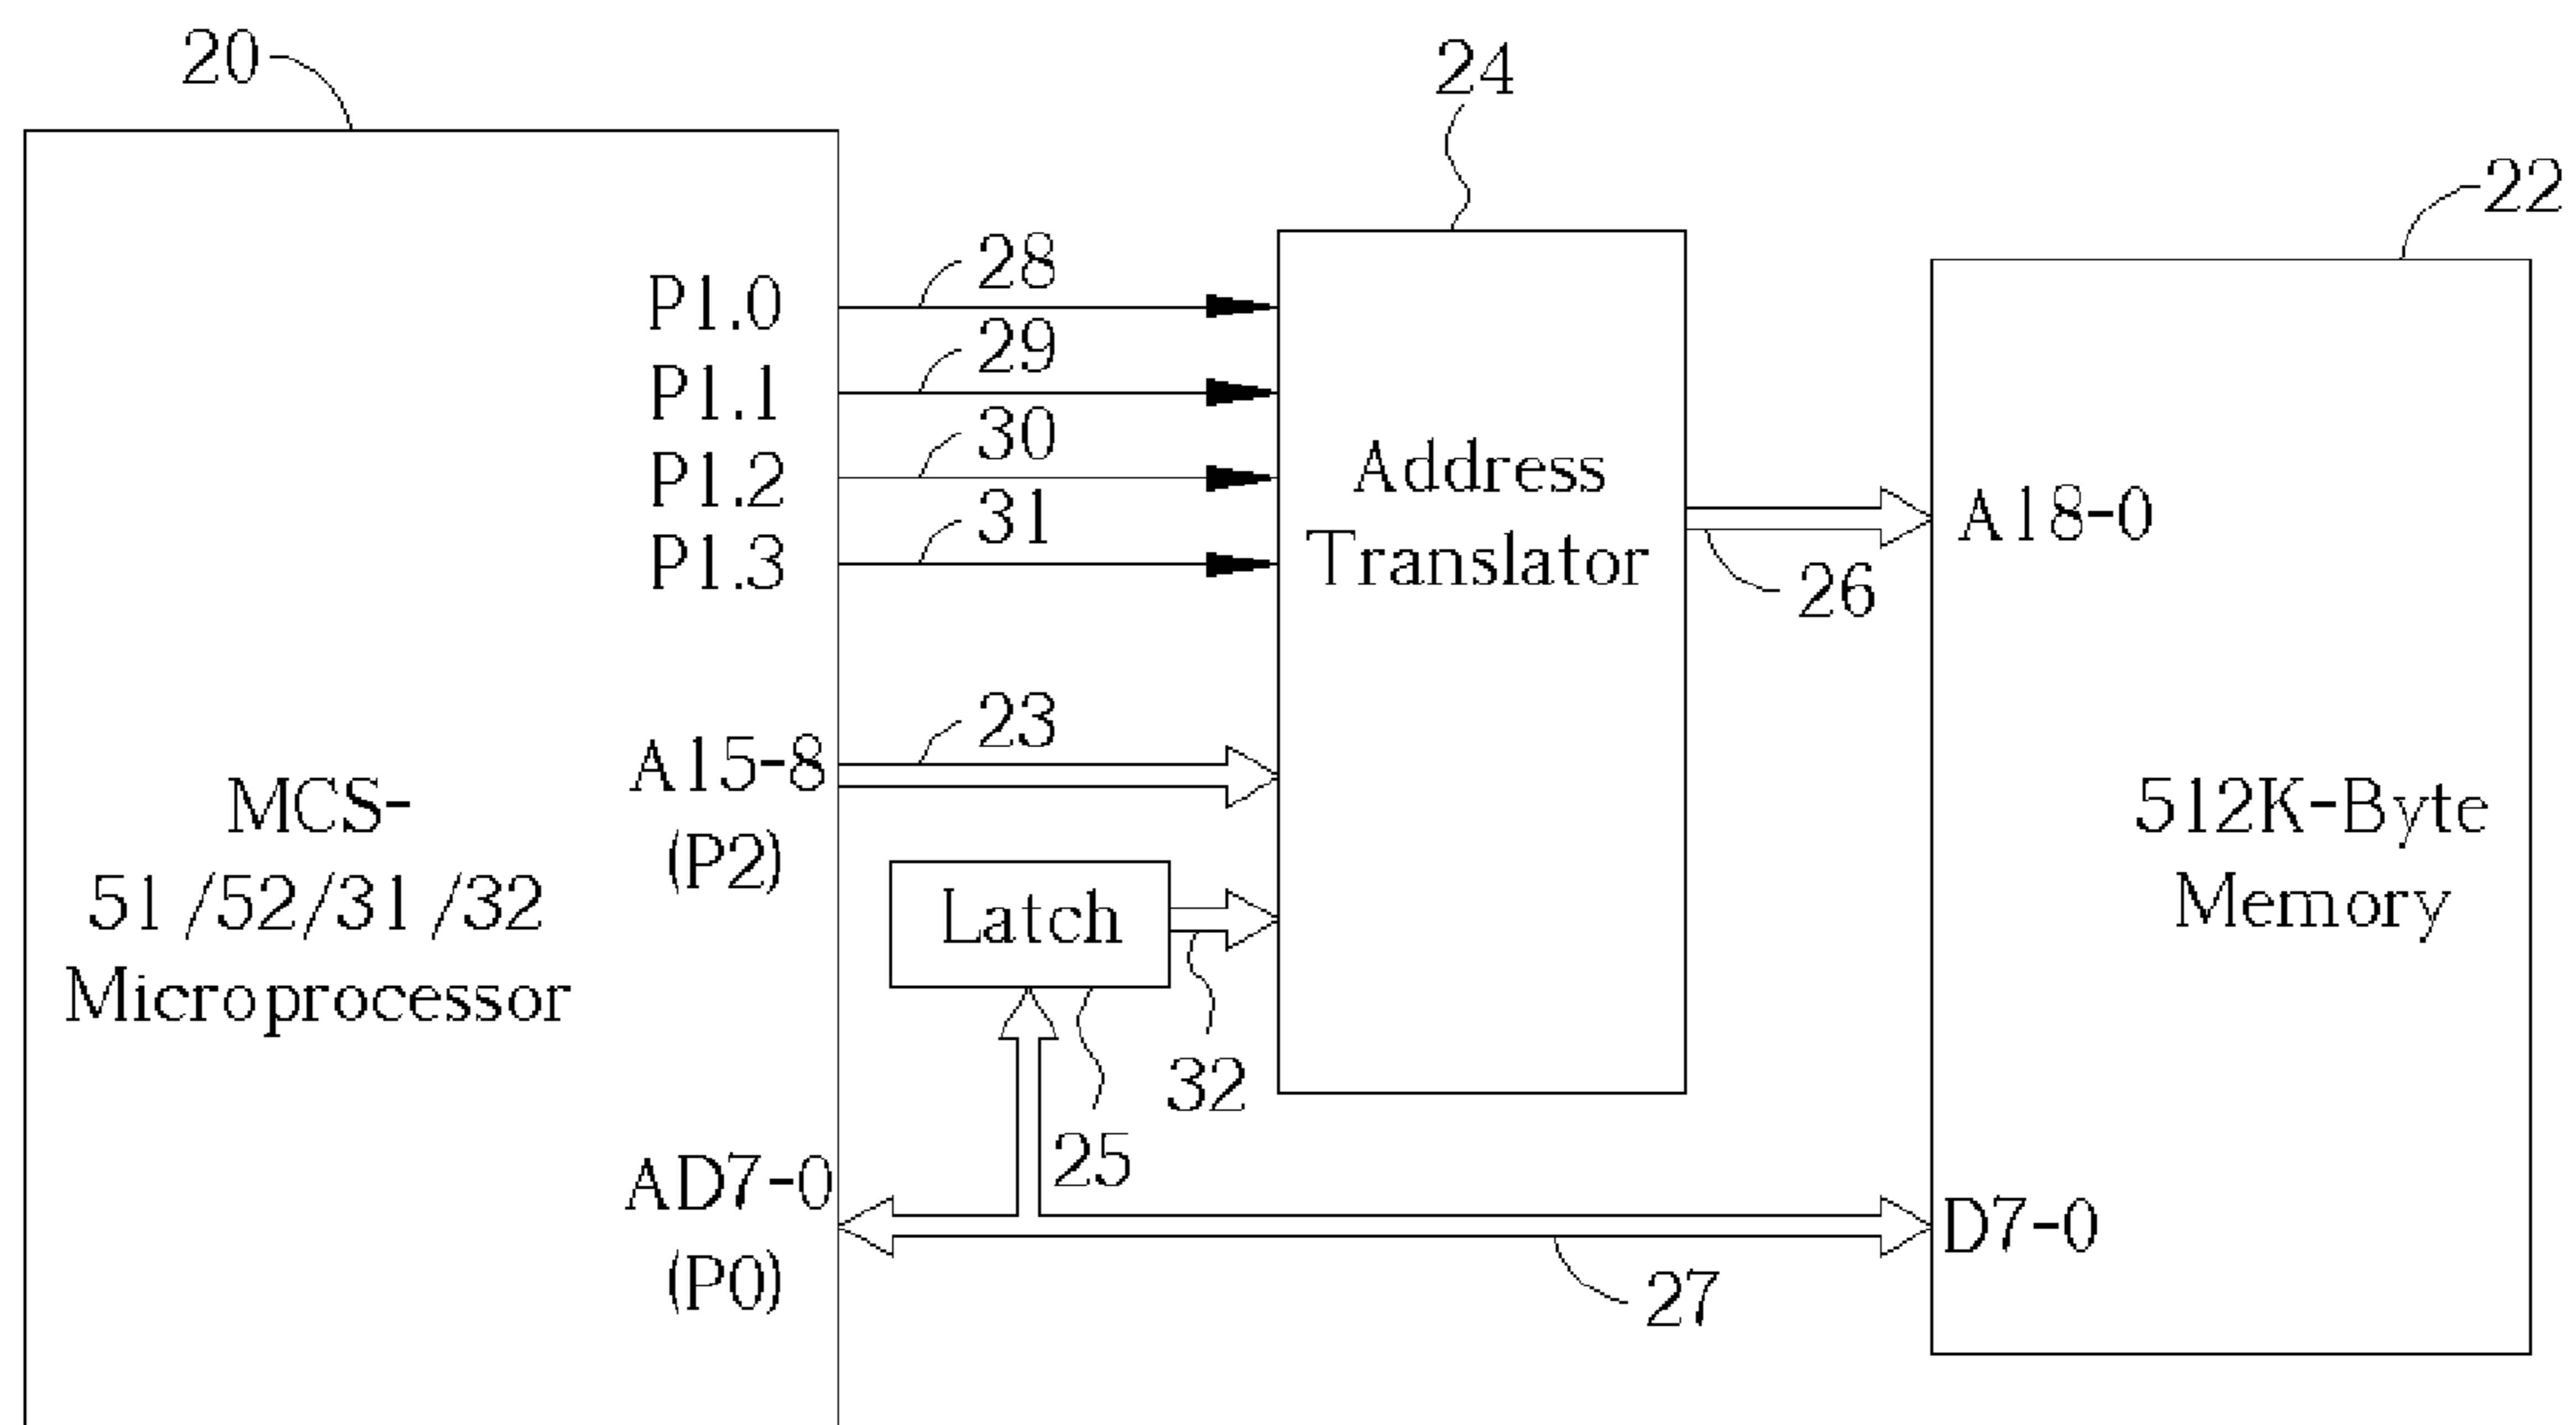 20
24
22
P1.0
28
P1.1
29
P1.2
30
P1.3
31
Address
Translator
A18-0
26
A15-8
(P2)
23
MCS-
51/52/31/32
Microprocessor
Latch
32
25
512K-Byte
Memory
AD7-0
(P0)
D7-0
27